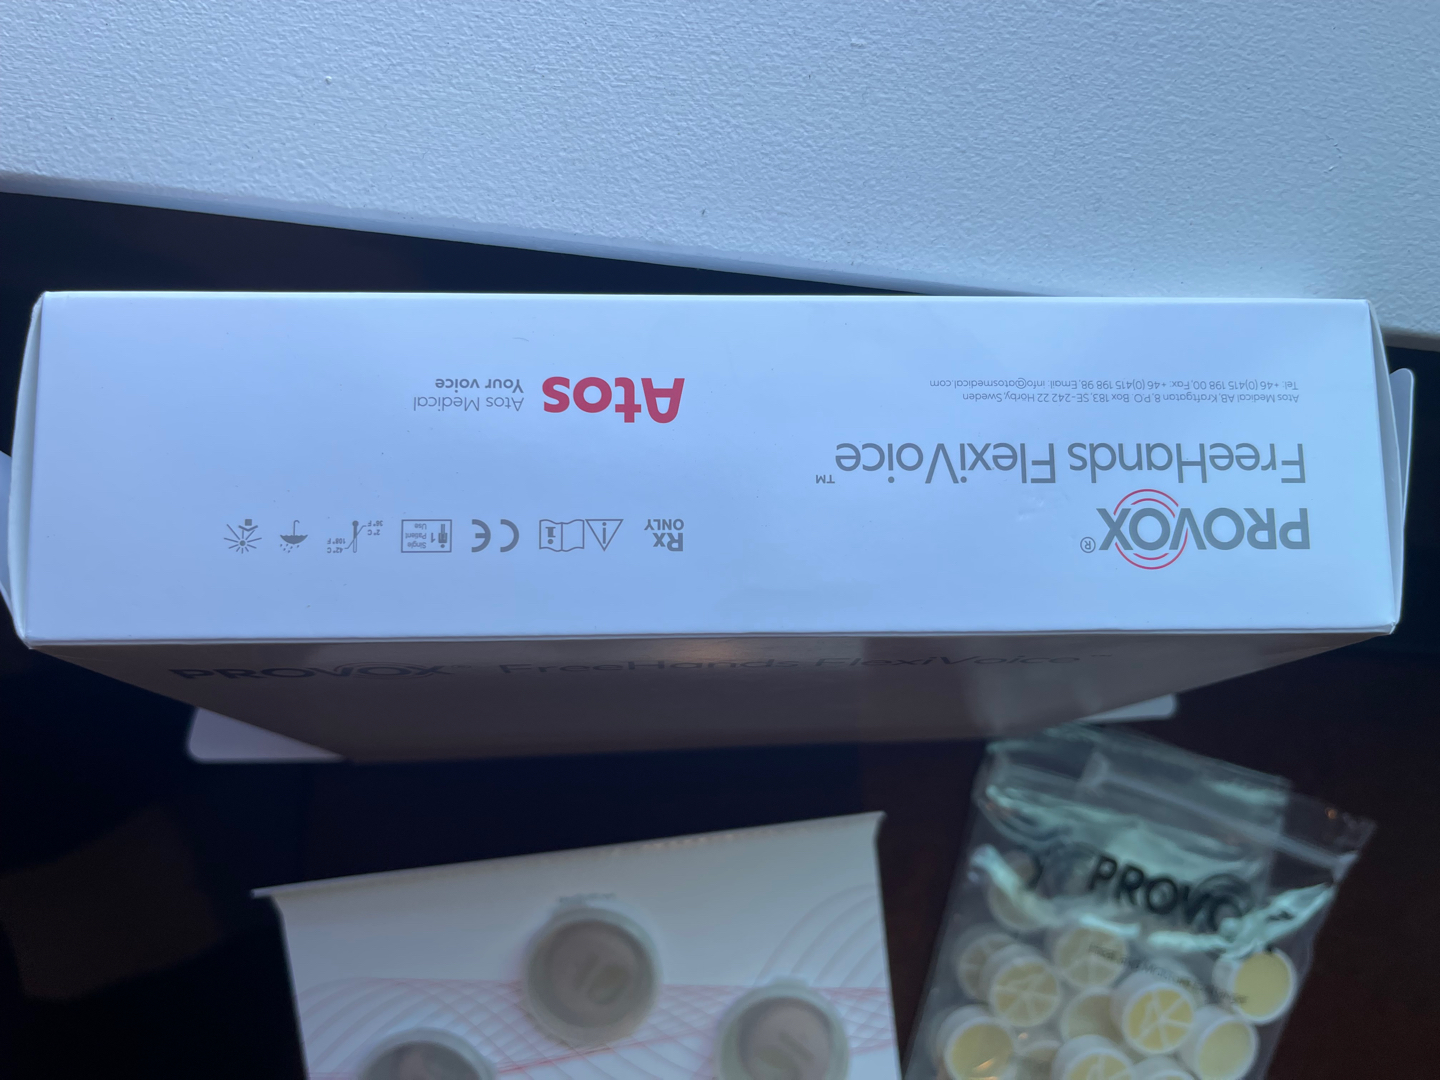 PROVOX®
FreeHands FlexiVoice™
Atos Medical AB, Kraftgatan 8, P.O. Box 183, SE-242 22 Hörby, Sweden
Tel: +46 (0)415 198 00, Fax: +46 (0)415 198 98, Email: info@atosmedical.com
Rx
ONLY
CE
1
Single
Patient
Use
2°C
36°F
42°C
108°F
Atos
Atos Medical
Your voice
PROVOX® FreeHands FlexiVoice™
PROVOX